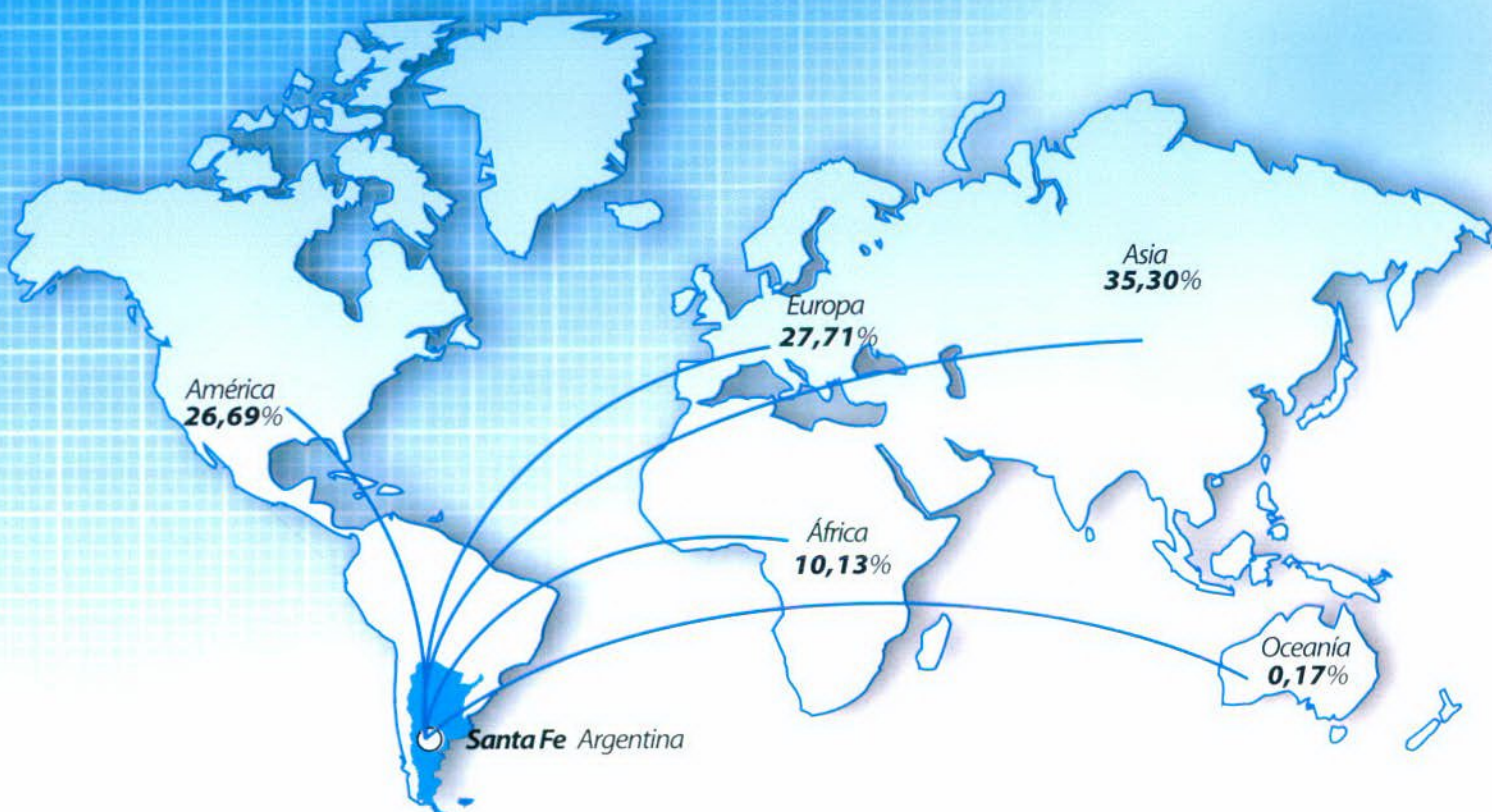 Asia
35,30%
Europa
27,71%
América
26,69%
África
10,13%
Oceanía
0,17%
Santa Fe Argentina